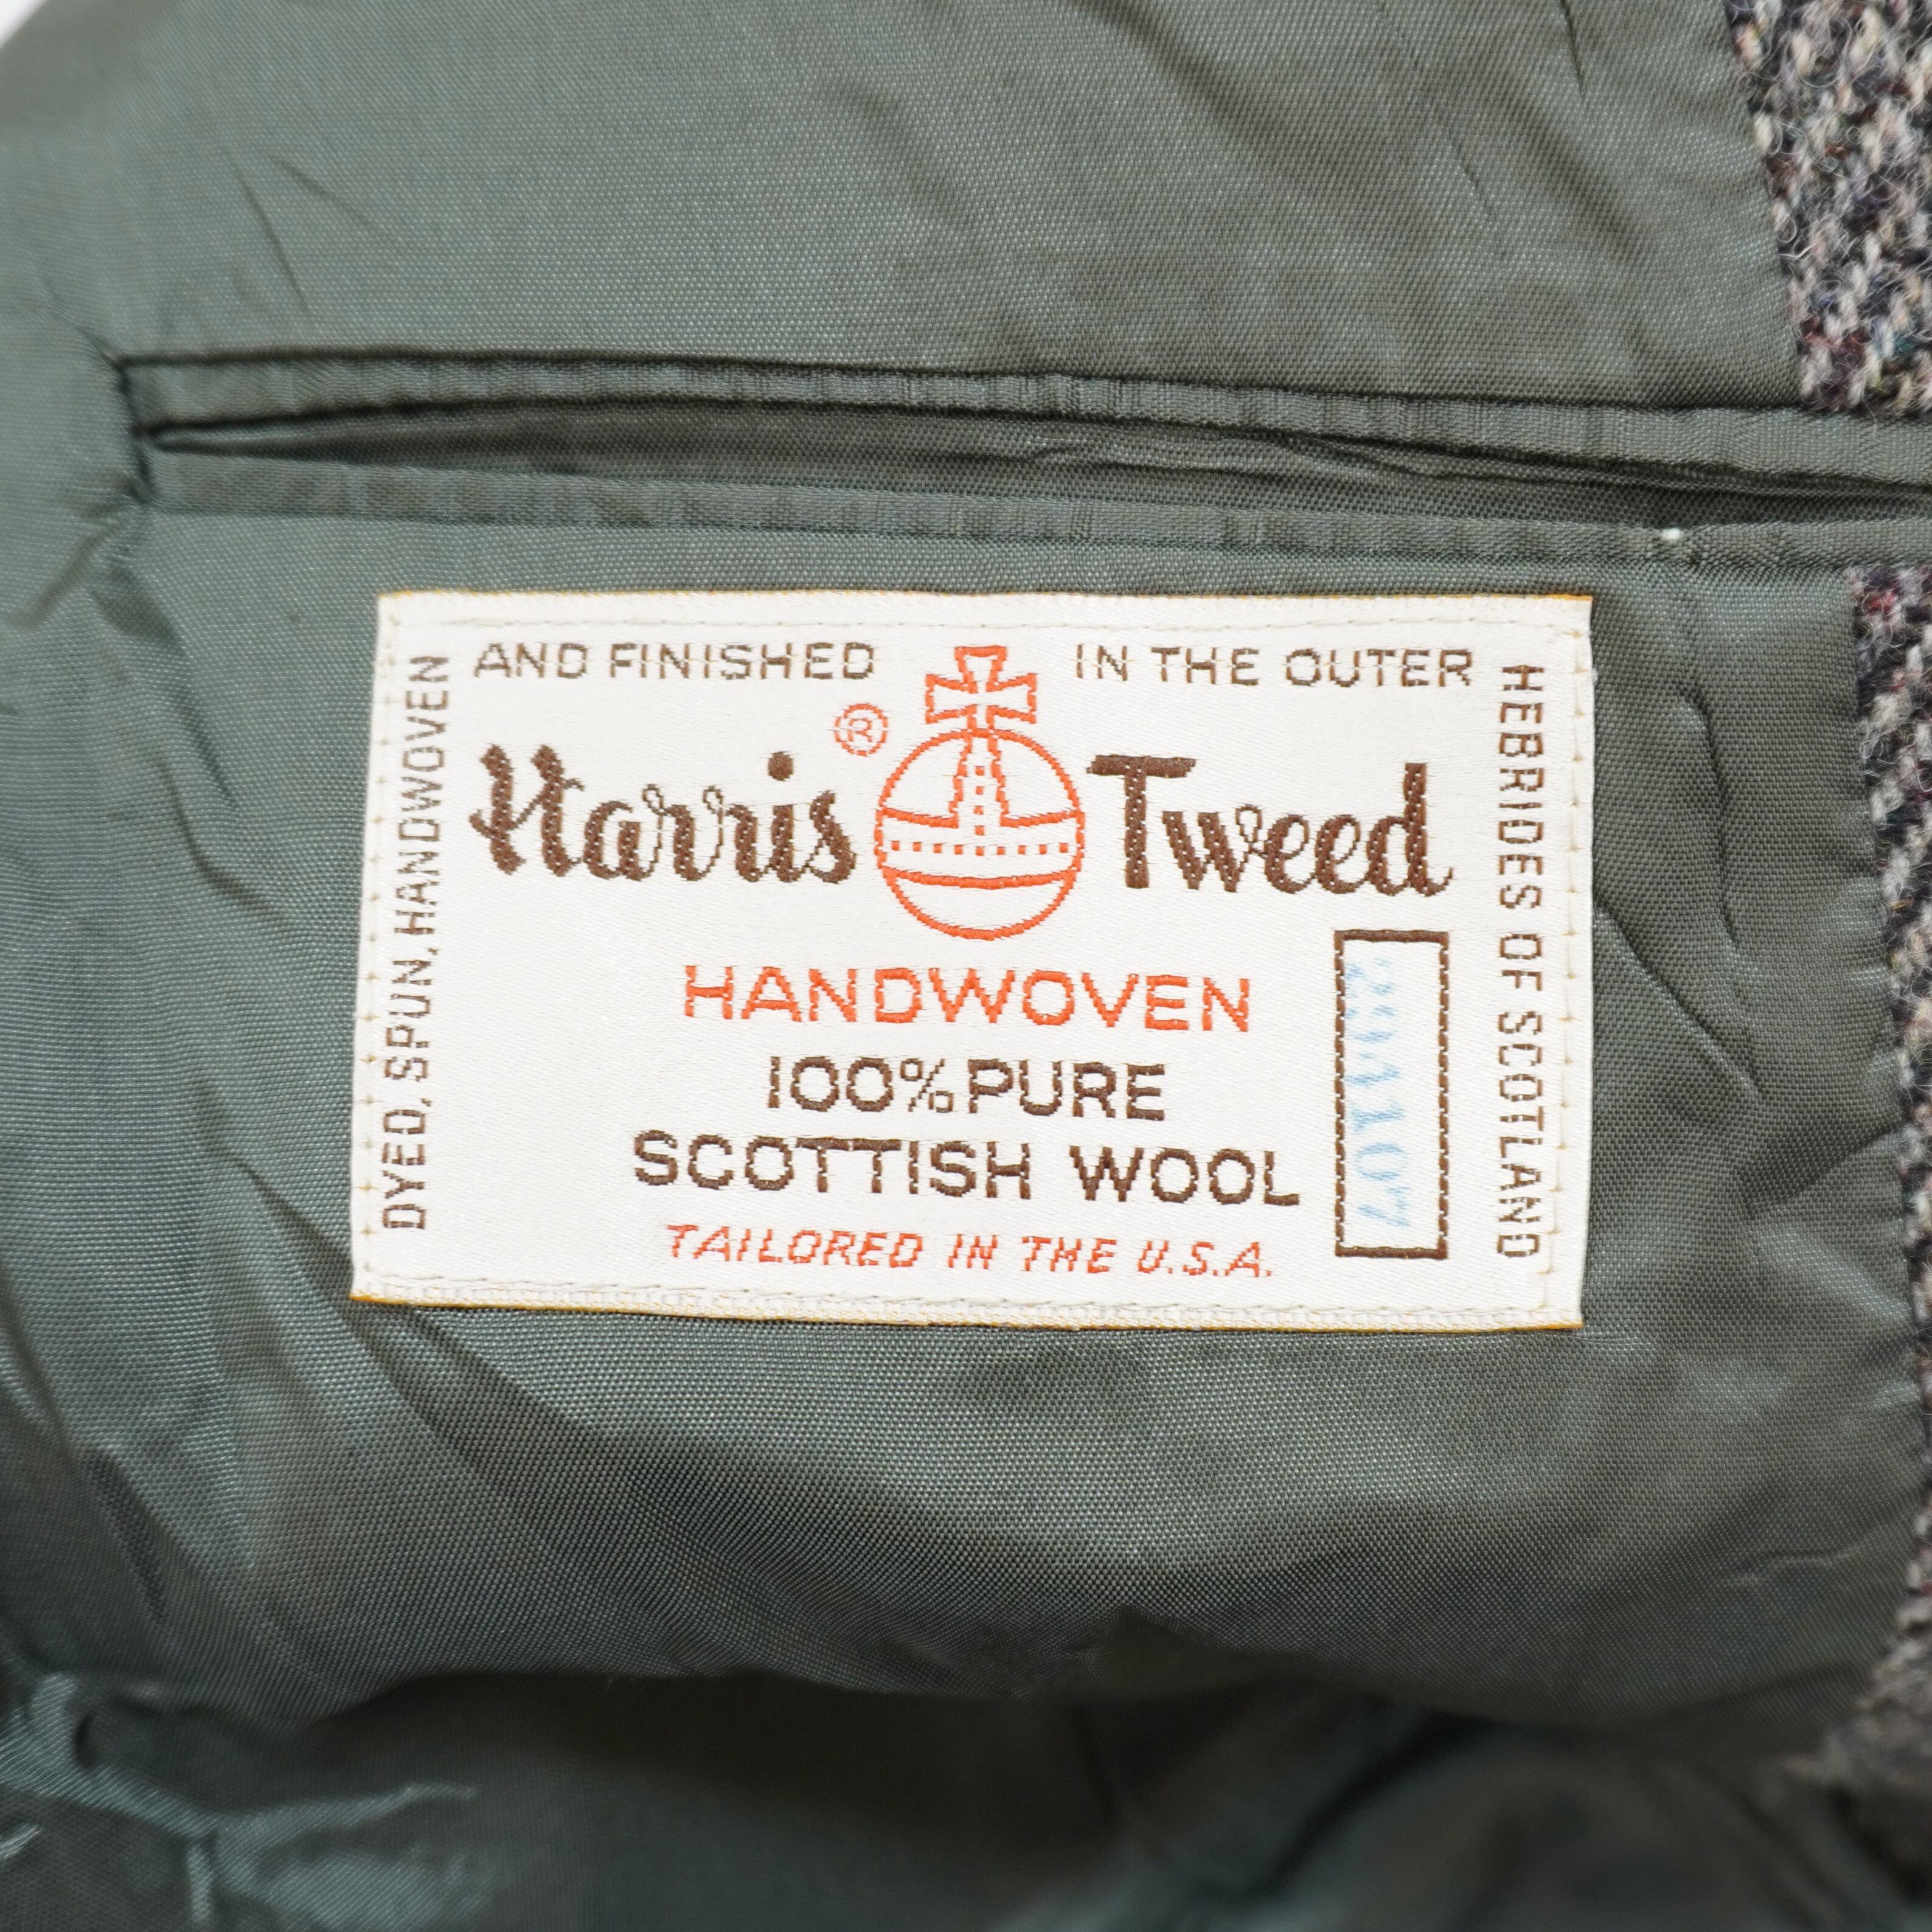 DYED, SPUN, HANDWOVEN
AND FINISHED IN THE OUTER
HEBRIDES OF SCOTLAND
Harris ® Tweed
HANDWOVEN
100% PURE
SCOTTISH WOOL
TAILORED IN THE U.S.A.